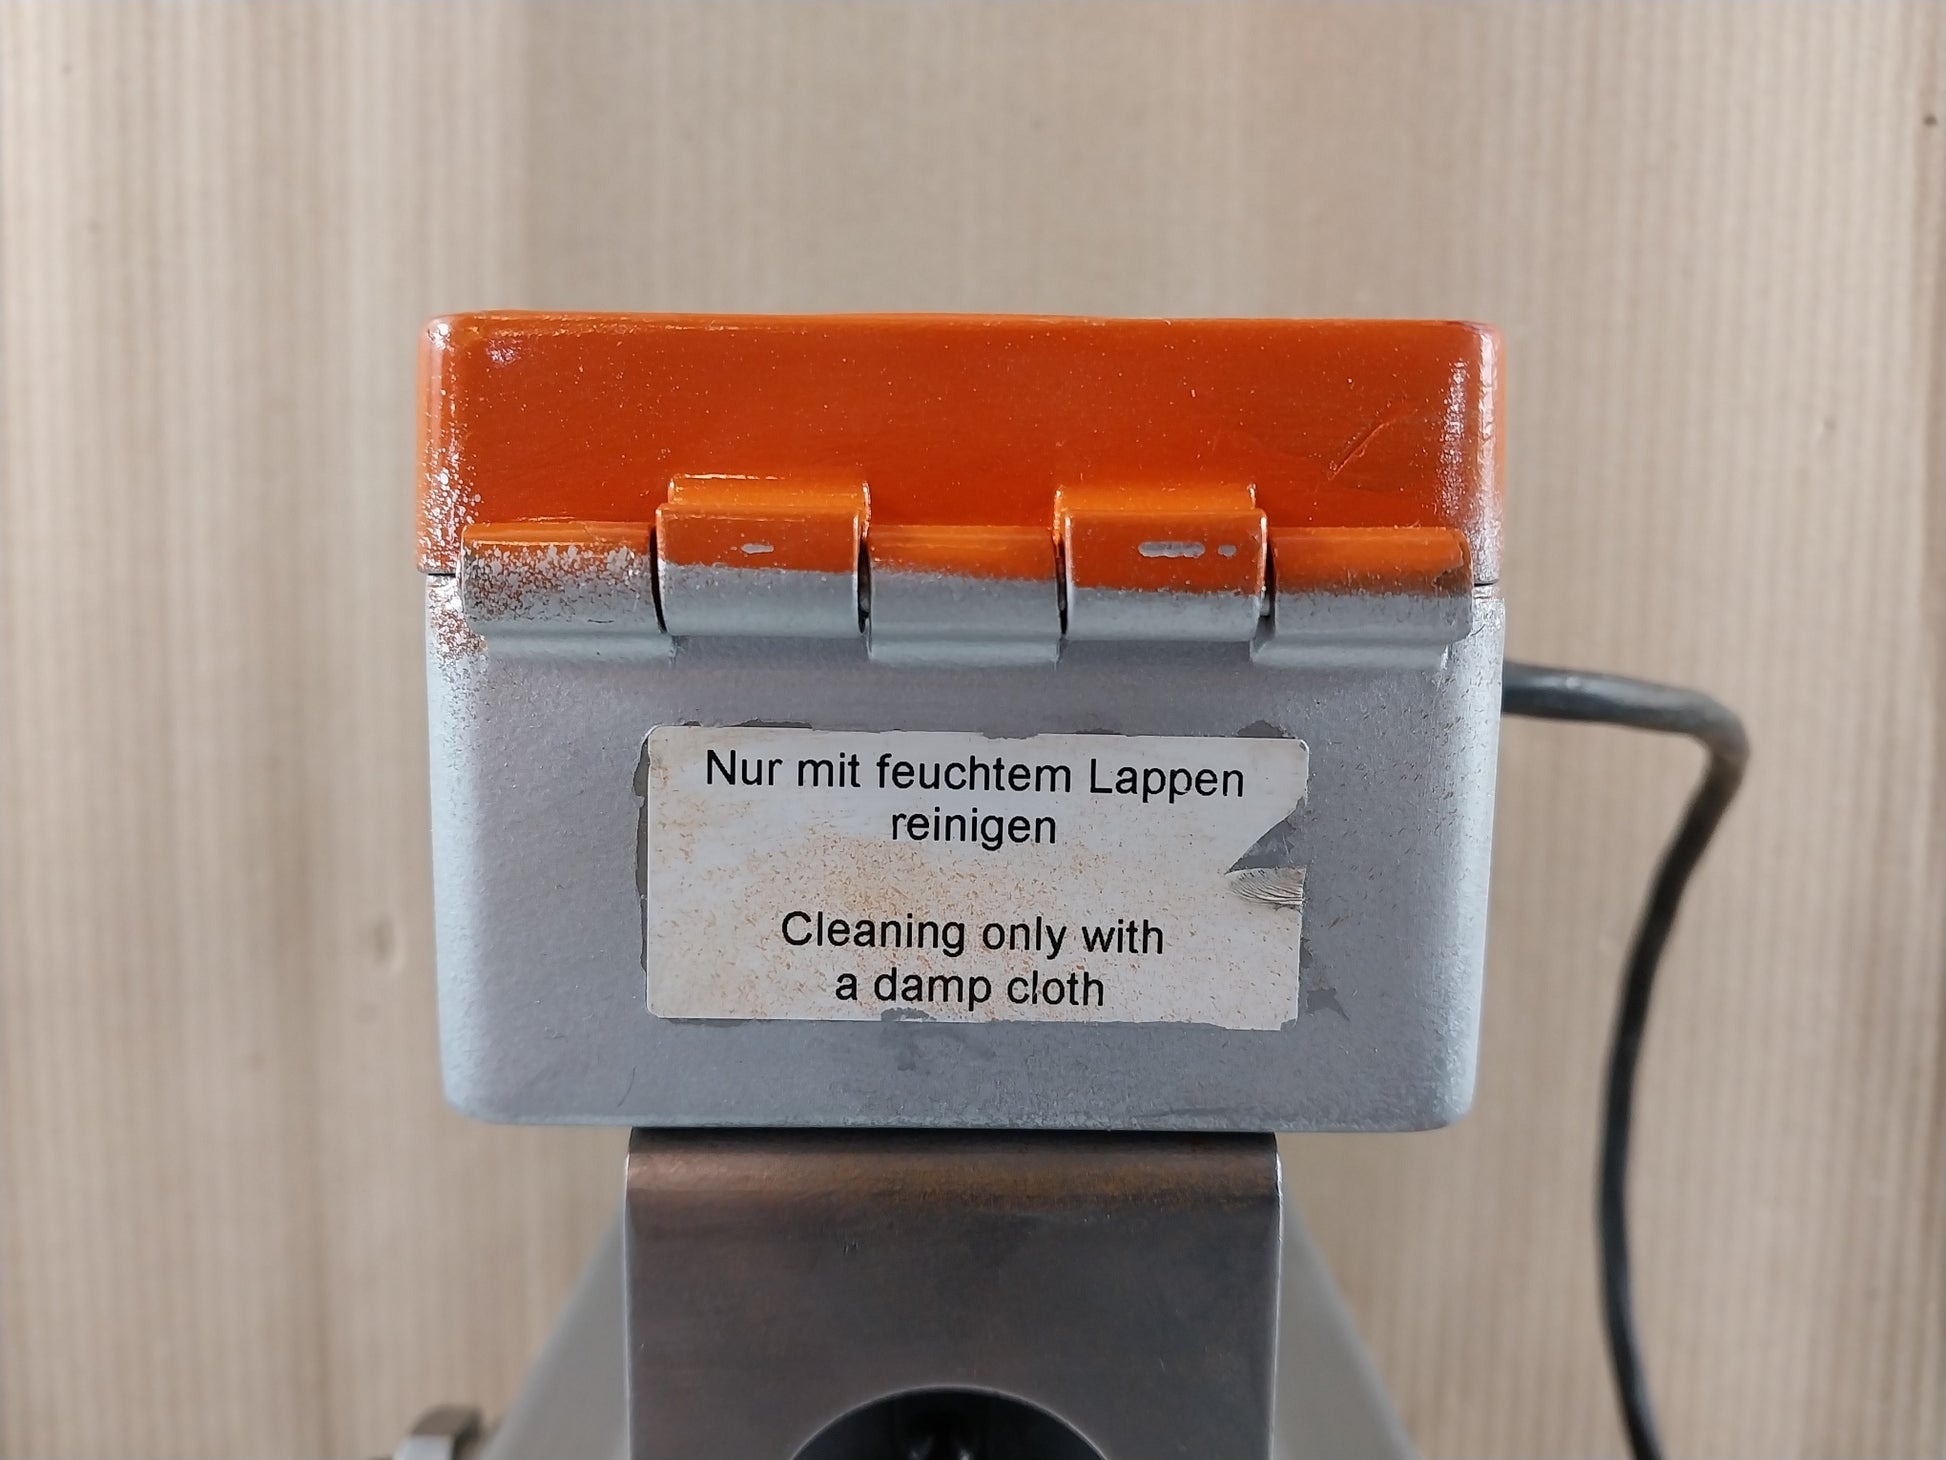 Nur mit feuchtem Lappen
reinigen
Cleaning only with
a damp cloth